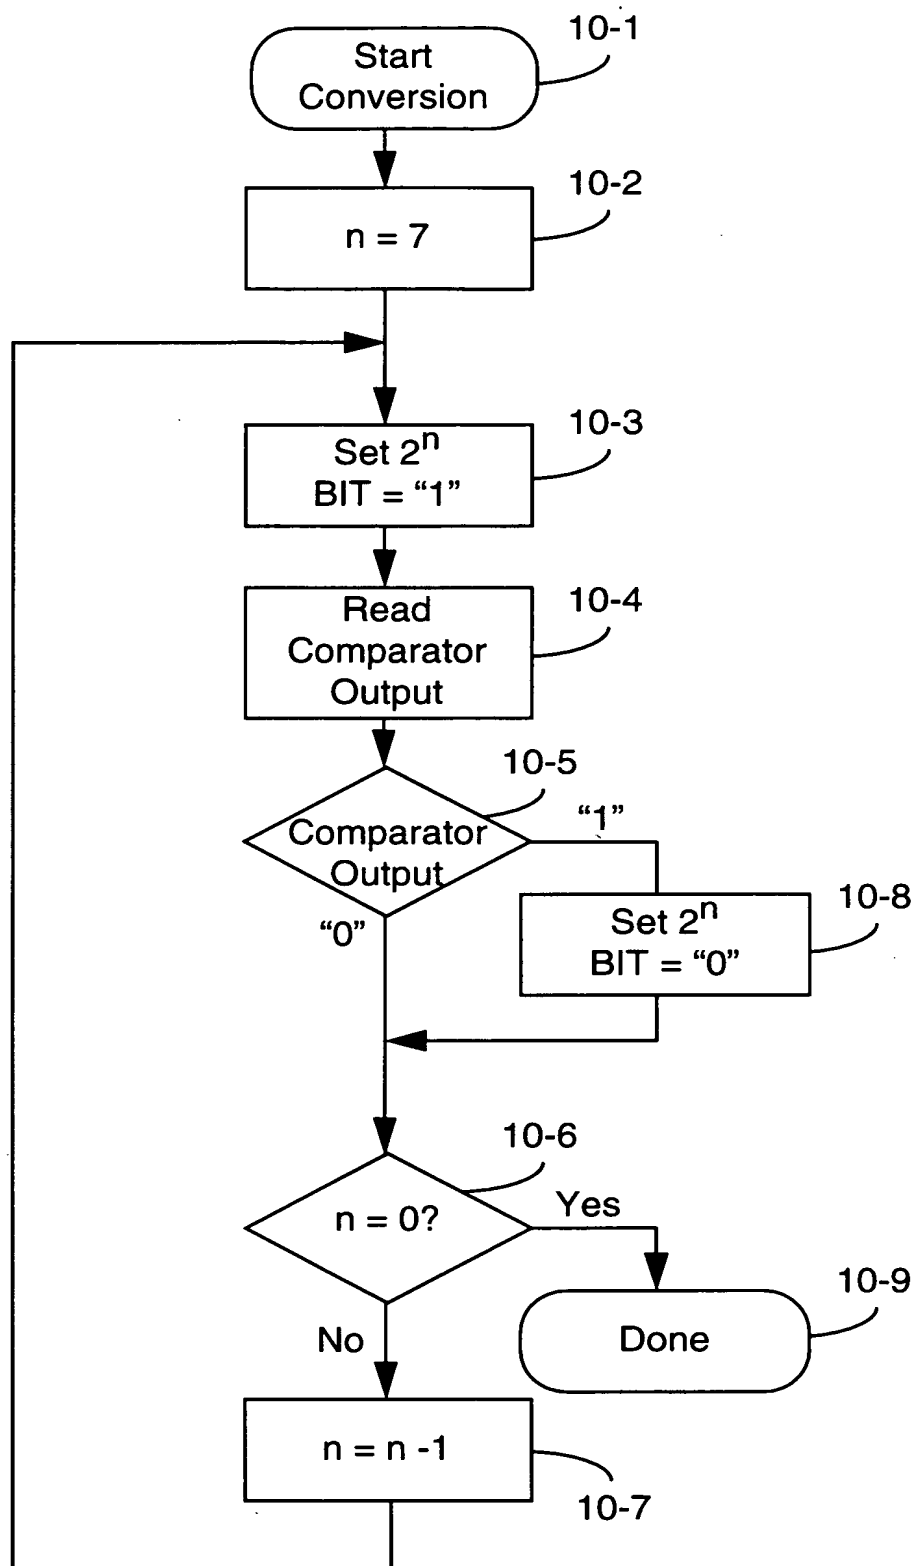 10-1
Start
Conversion
10-2
n = 7
10-3
Set 2ⁿ
BIT = “1”
10-4
Read
Comparator
Output
10-5
“1”
Comparator
Output
“0”
10-8
Set 2ⁿ
BIT = “0”
10-6
n = 0?
Yes
10-9
Done
No
n = n -1
10-7